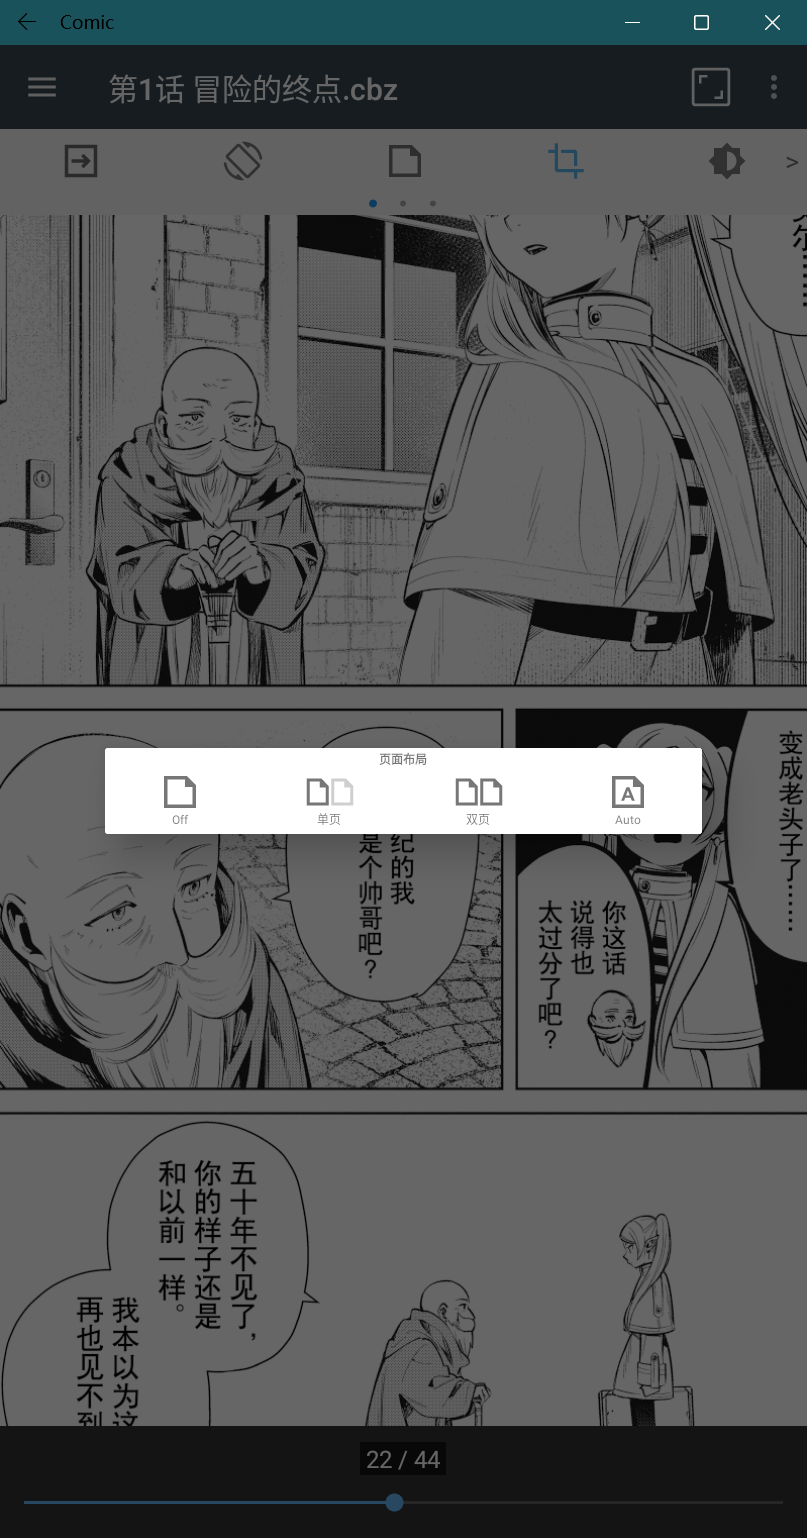 Comic
第1话 冒险的终点.cbz
>
变成老头子了……
页面布局
Off
单页
双页
Auto
纪的我
是个帅哥吧？
你这话
说得也
太过分了吧？
五十年不见了，
你的样子还是
和以前一样。
我本以为这
再也见不到
22 / 44